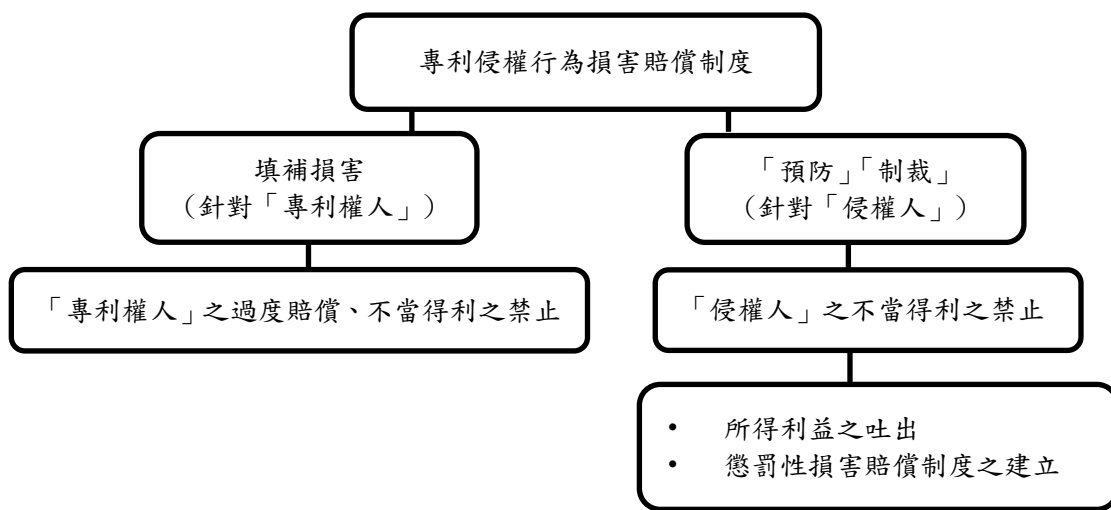 專利侵權行為損害賠償制度
填補損害
（針對「專利權人」）
「預防」「制裁」
（針對「侵權人」）
「專利權人」之過度賠償、不當得利之禁止
「侵權人」之不當得利之禁止
• 所得利益之吐出
• 懲罰性損害賠償制度之建立